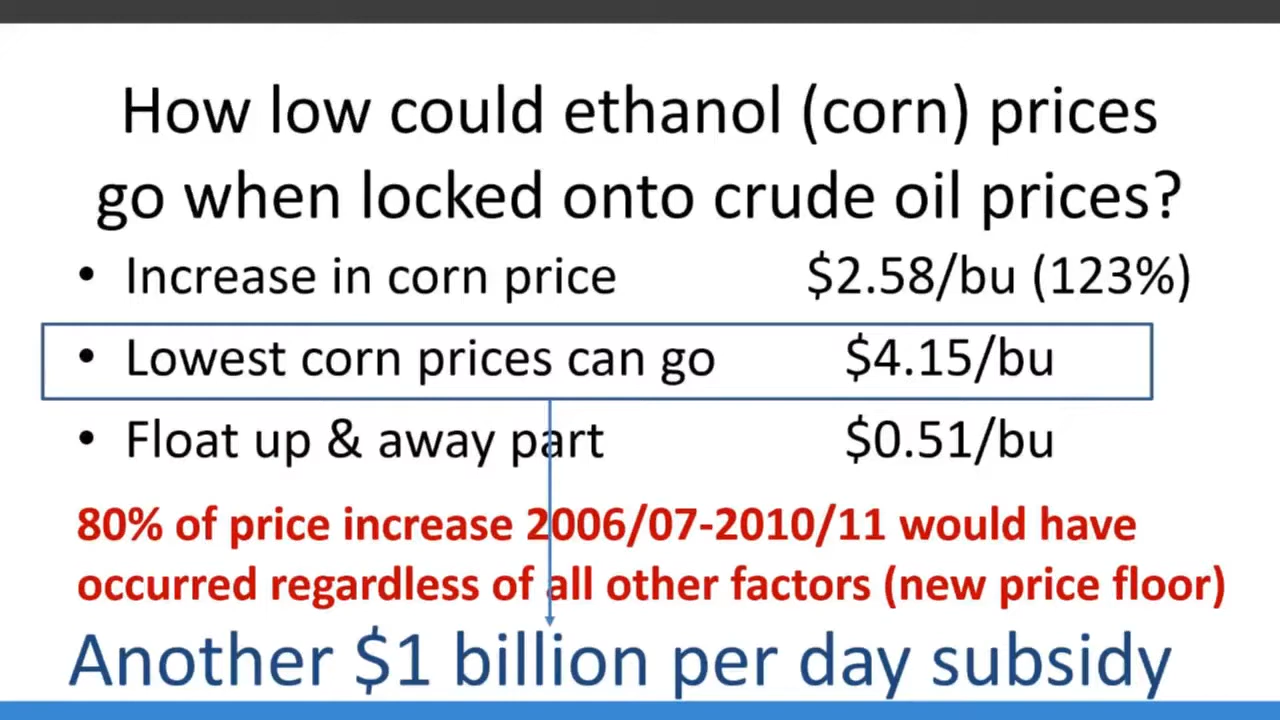 How low could ethanol (corn) prices
go when locked onto crude oil prices?
• Increase in corn price $2.58/bu (123%)
• Lowest corn prices can go $4.15/bu
• Float up & away part $0.51/bu
80% of price increase 2006/07-2010/11 would have
occurred regardless of all other factors (new price floor)
Another $1 billion per day subsidy